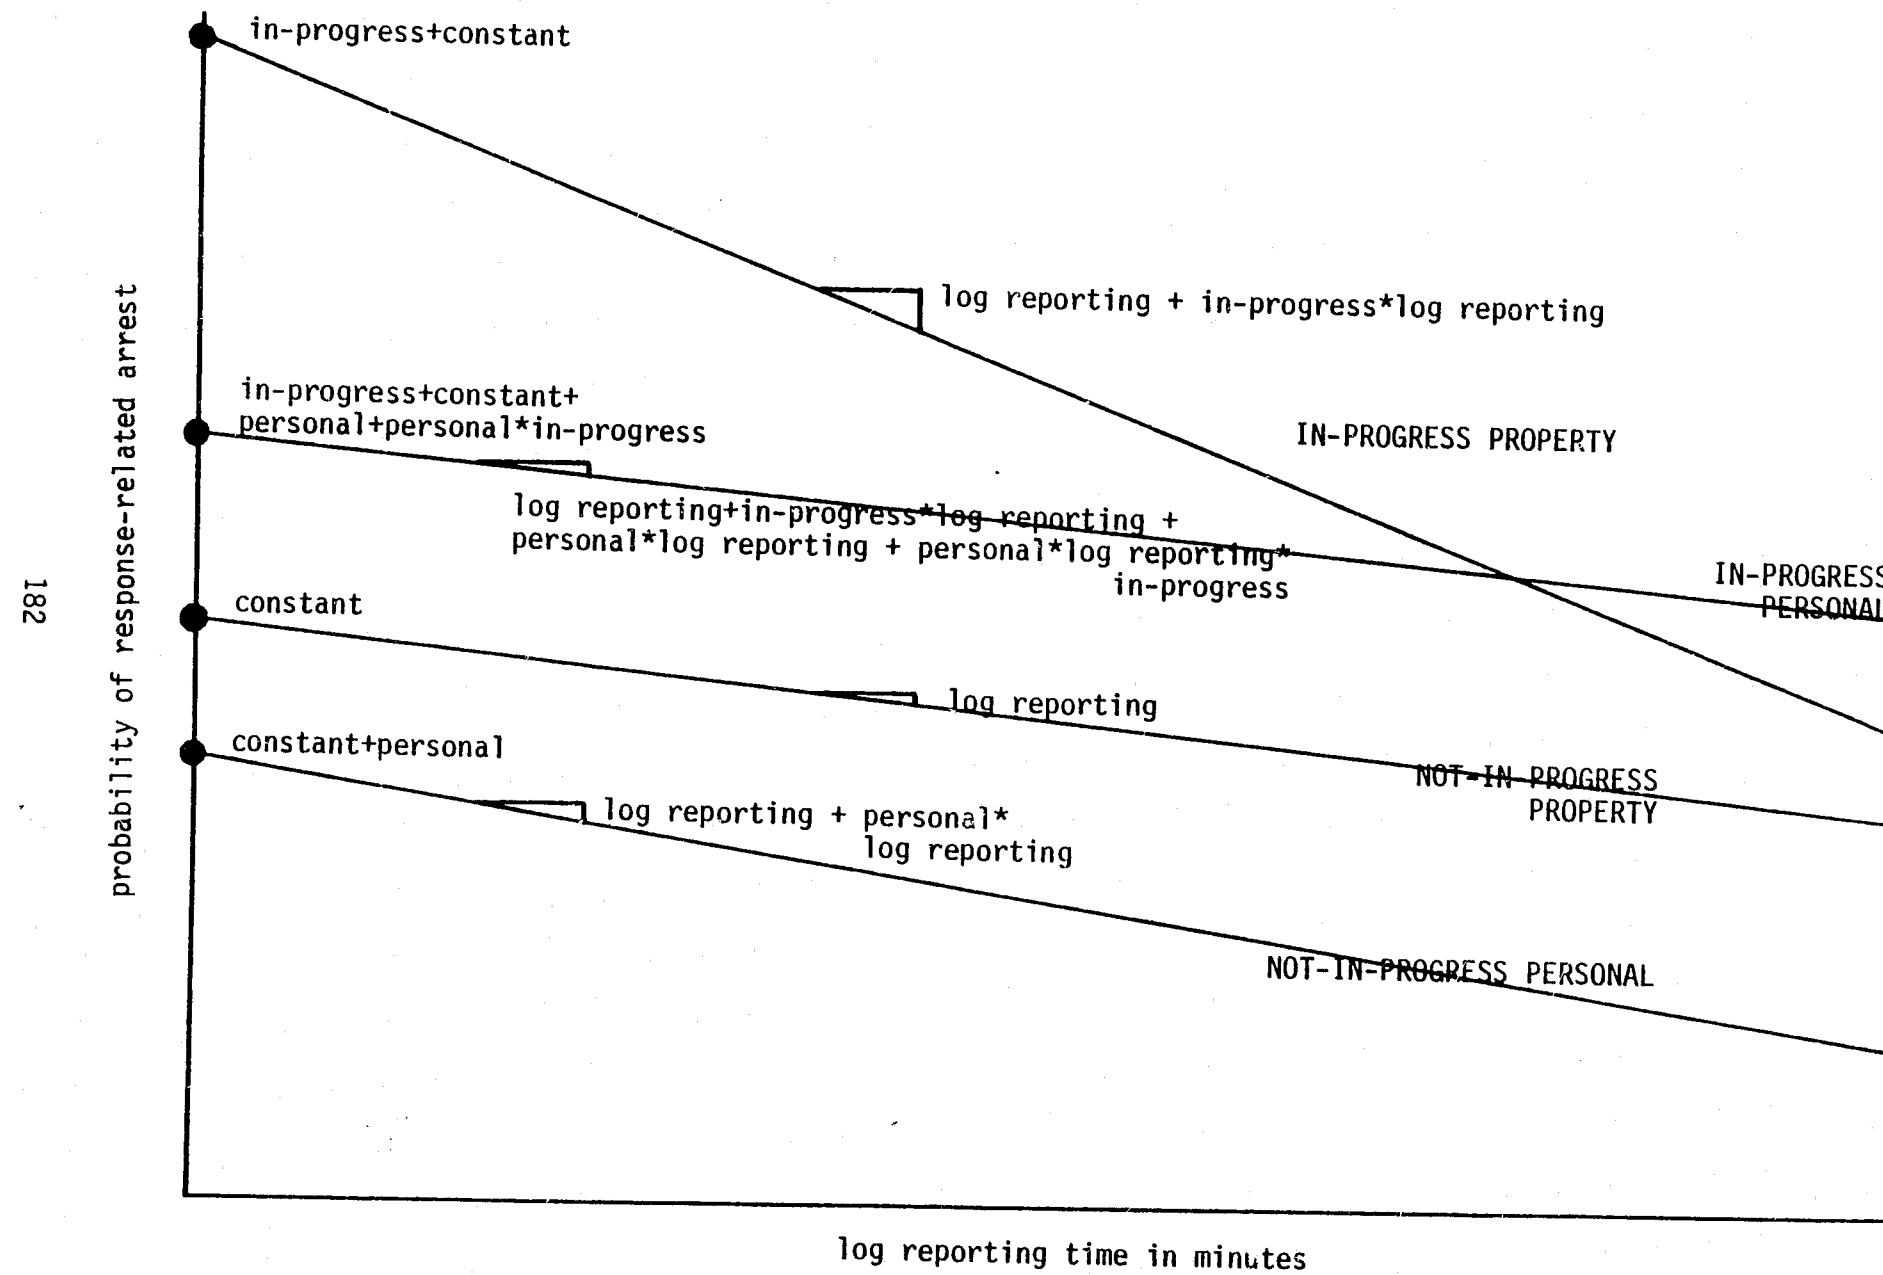 in-progress+constant
log reporting + in-progress*log reporting
in-progress+constant+
personal+personal*in-progress
IN-PROGRESS PROPERTY
log reporting+in-progress*log reporting +
personal*log reporting + personal*log reporting*
in-progress
IN-PROGRESS
PERSONAL
constant
log reporting
constant+personal
NOT-IN PROGRESS
PROPERTY
log reporting + personal*
log reporting
NOT-IN-PROGRESS PERSONAL
probability of response-related arrest
log reporting time in minutes
182